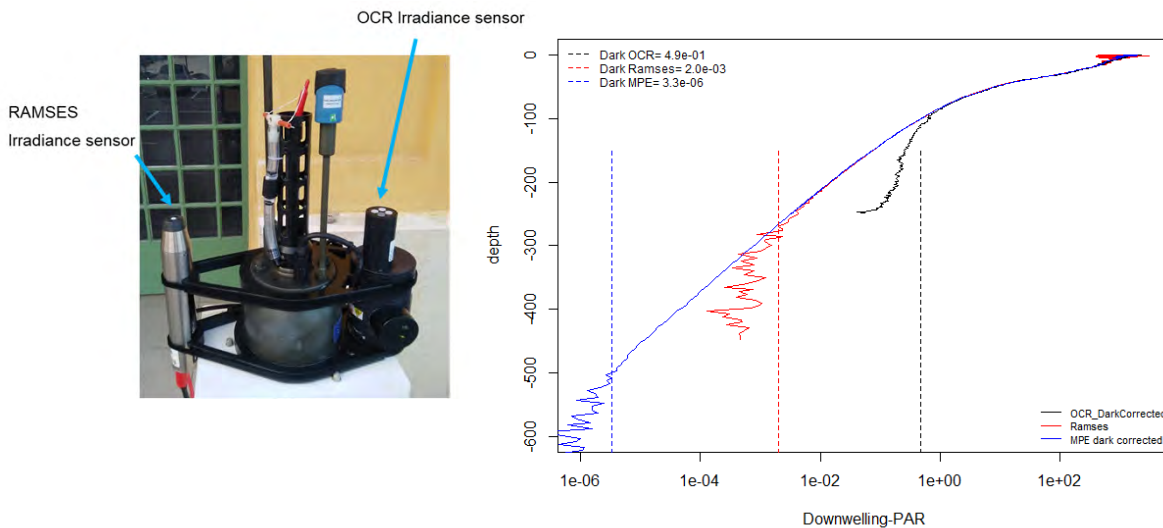 OCR Irradiance sensor
RAMSES
Irradiance sensor
Dark OCR= 4.9e-01
Dark Ramses= 2.0e-03
Dark MPE= 3.3e-06
depth
0
-100
-200
-300
-400
-500
-600
OCR_DarkCorrected
Ramses
MPE dark corrected
1e-06
1e-04
1e-02
1e+00
1e+02
Downwelling-PAR